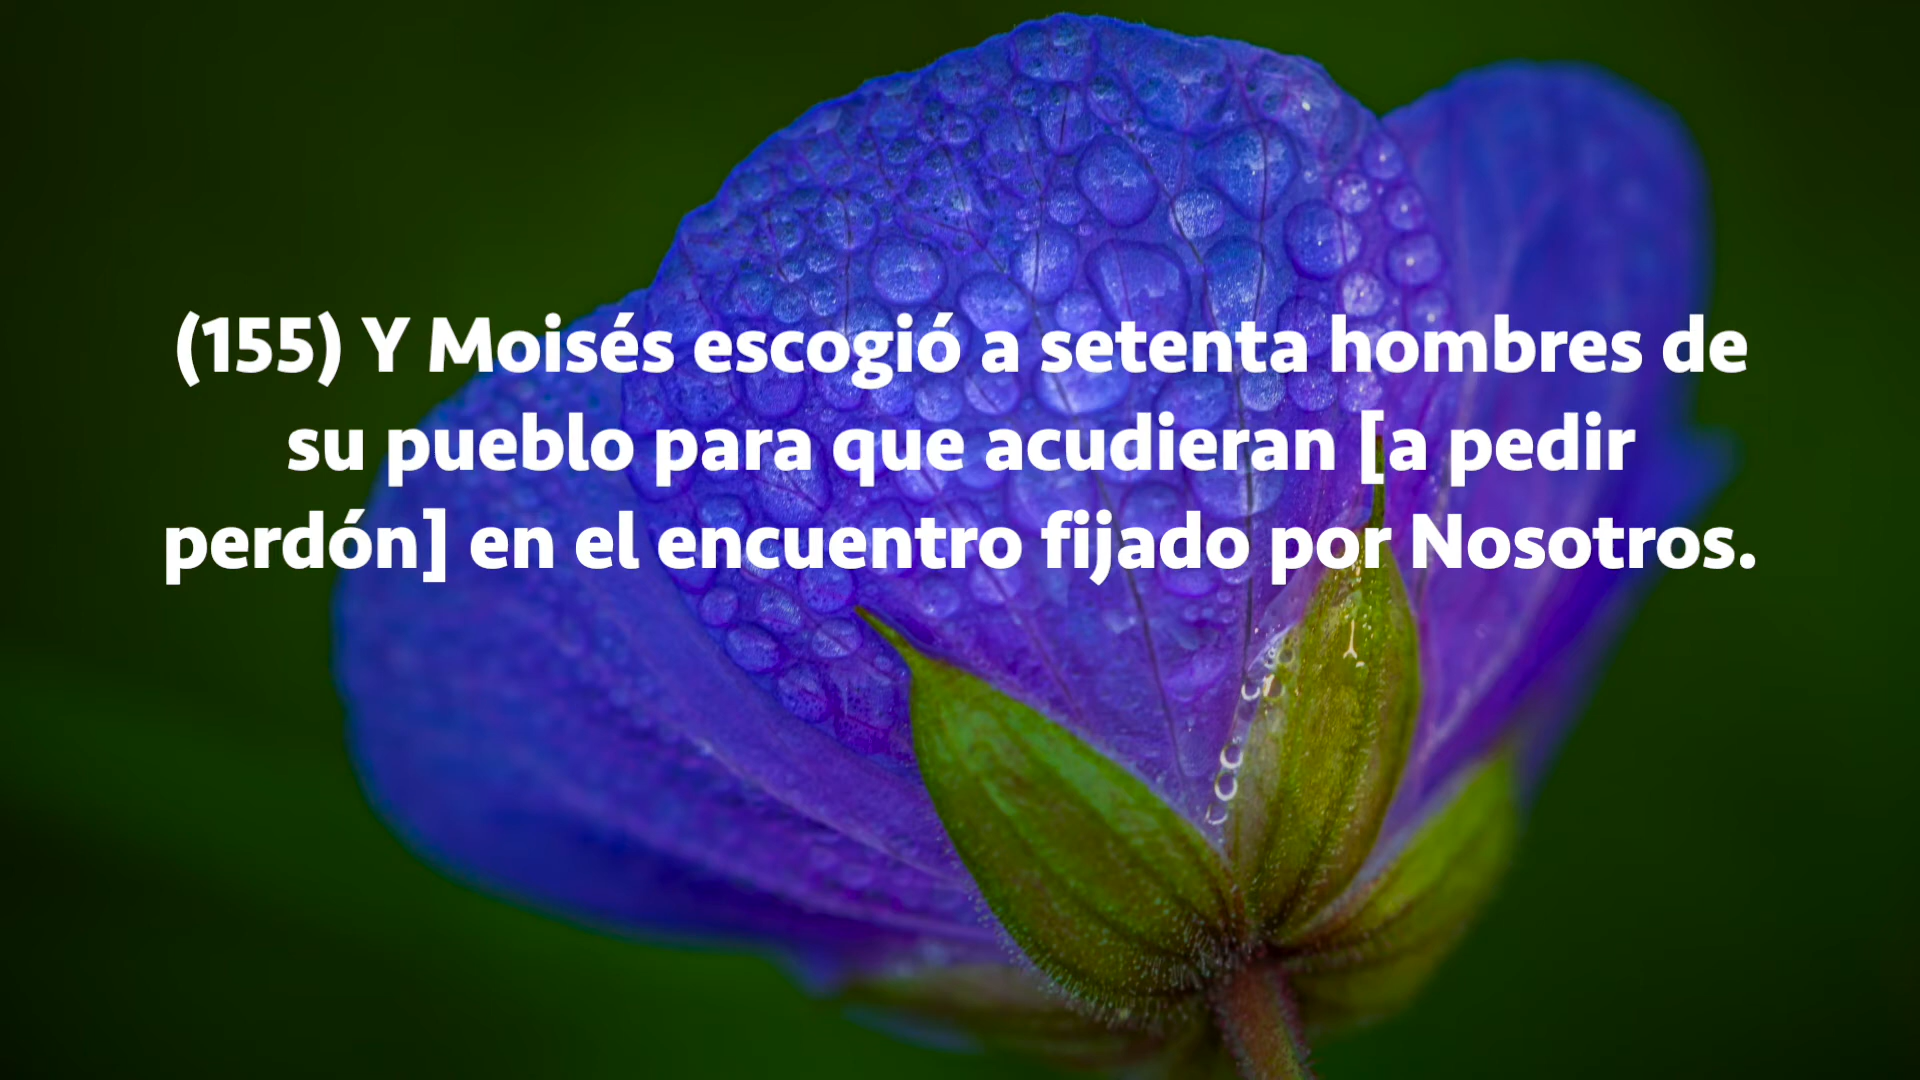 (155) Y Moisés escogió a setenta hombres de
su pueblo para que acudieran [a pedir
perdón] en el encuentro fijado por Nosotros.